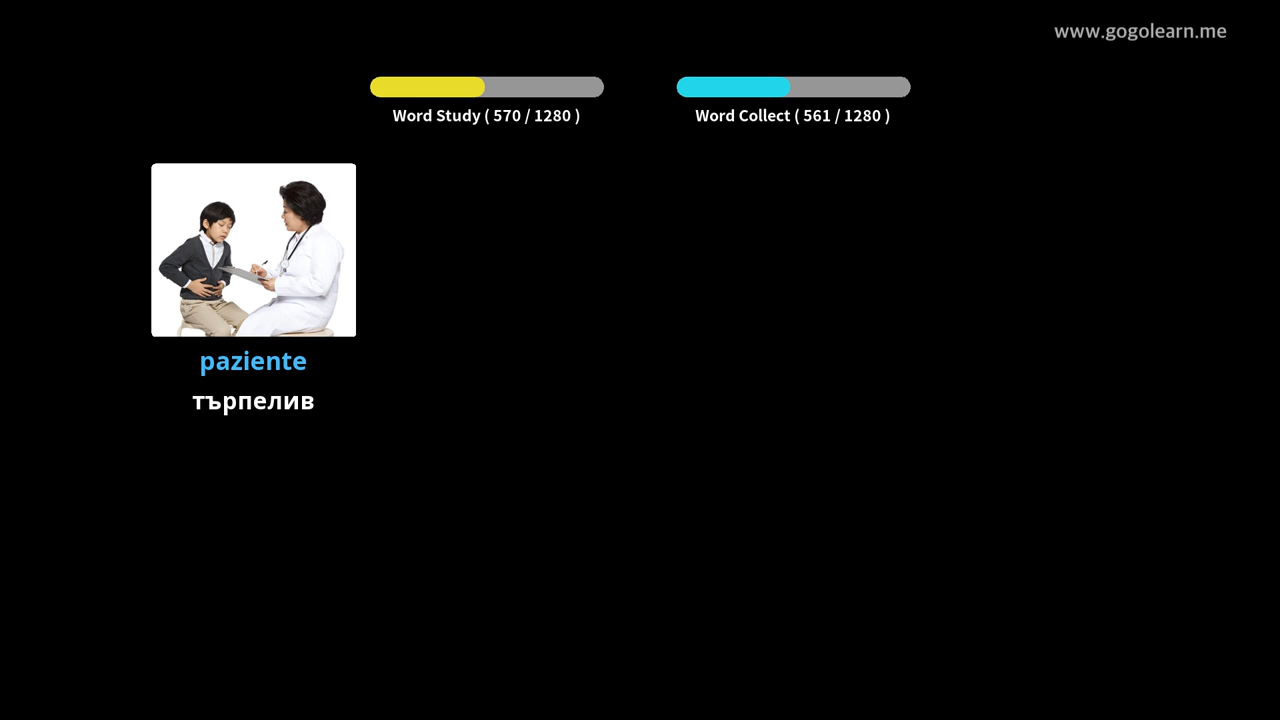 www.gogolearn.me
Word Study ( 570 / 1280 )
Word Collect ( 561 / 1280 )
paziente
търпелив